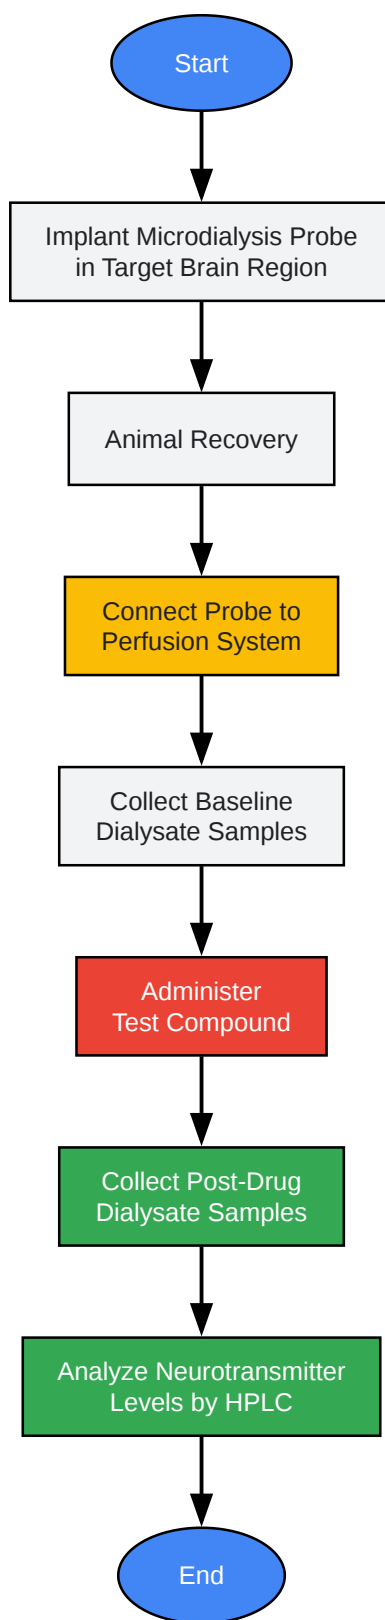 Start
Implant Microdialysis Probe
in Target Brain Region
Animal Recovery
Connect Probe to
Perfusion System
Collect Baseline
Dialysate Samples
Administer
Test Compound
Collect Post-Drug
Dialysate Samples
Analyze Neurotransmitter
Levels by HPLC
End